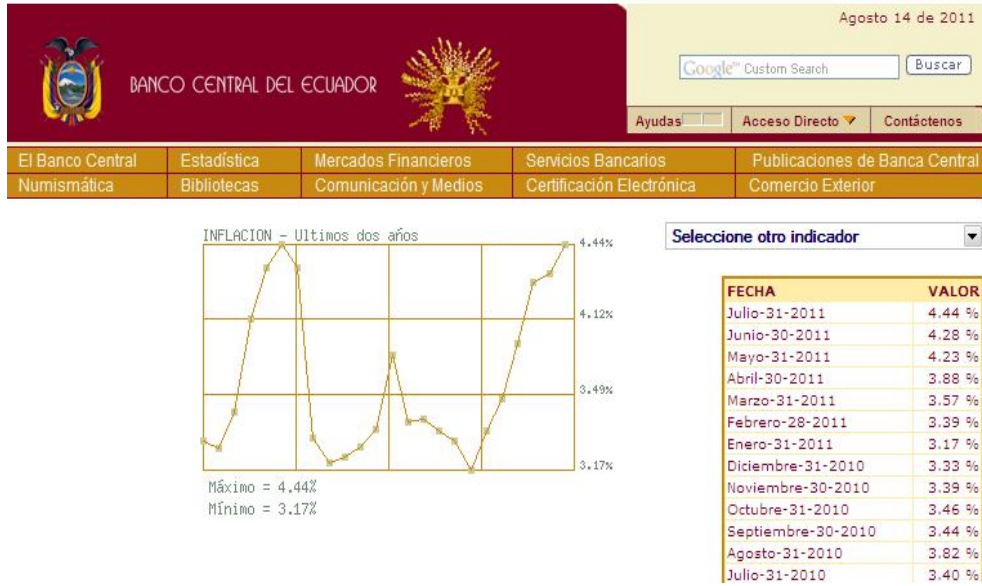 Agosto 14 de 2011
BANCO CENTRAL DEL ECUADOR
Google™ Custom Search
Buscar
Ayudas
Acceso Directo
Contáctenos
El Banco Central Estadística Mercados Financieros Servicios Bancarios Publicaciones de Banca Central
Numismática Bibliotecas Comunicación y Medios Certificación Electrónica Comercio Exterior
INFLACION - Ultimos dos años
4.44%
4.12%
3.49%
3.17%
Máximo = 4.44%
Mínimo = 3.17%
Seleccione otro indicador
FECHA VALOR
Julio-31-2011 4.44 %
Junio-30-2011 4.28 %
Mayo-31-2011 4.23 %
Abril-30-2011 3.88 %
Marzo-31-2011 3.57 %
Febrero-28-2011 3.39 %
Enero-31-2011 3.17 %
Diciembre-31-2010 3.33 %
Noviembre-30-2010 3.39 %
Octubre-31-2010 3.46 %
Septiembre-30-2010 3.44 %
Agosto-31-2010 3.82 %
Julio-31-2010 3.40 %